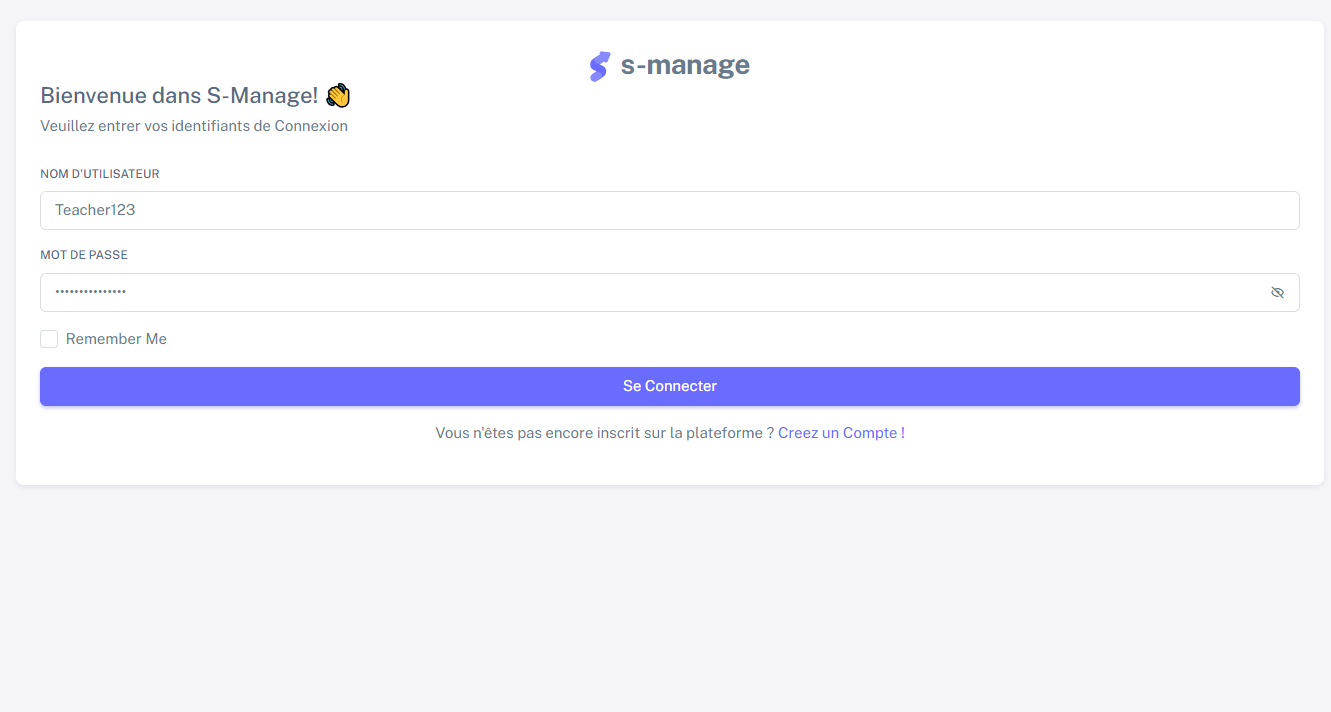 s-manage
Bienvenue dans S-Manage! 👋
Veuillez entrer vos identifiants de Connexion
NOM D'UTILISATEUR
Teacher123
MOT DE PASSE
•••••••••••••••
Remember Me
Se Connecter
Vous n'êtes pas encore inscrit sur la plateforme ? Creez un Compte !